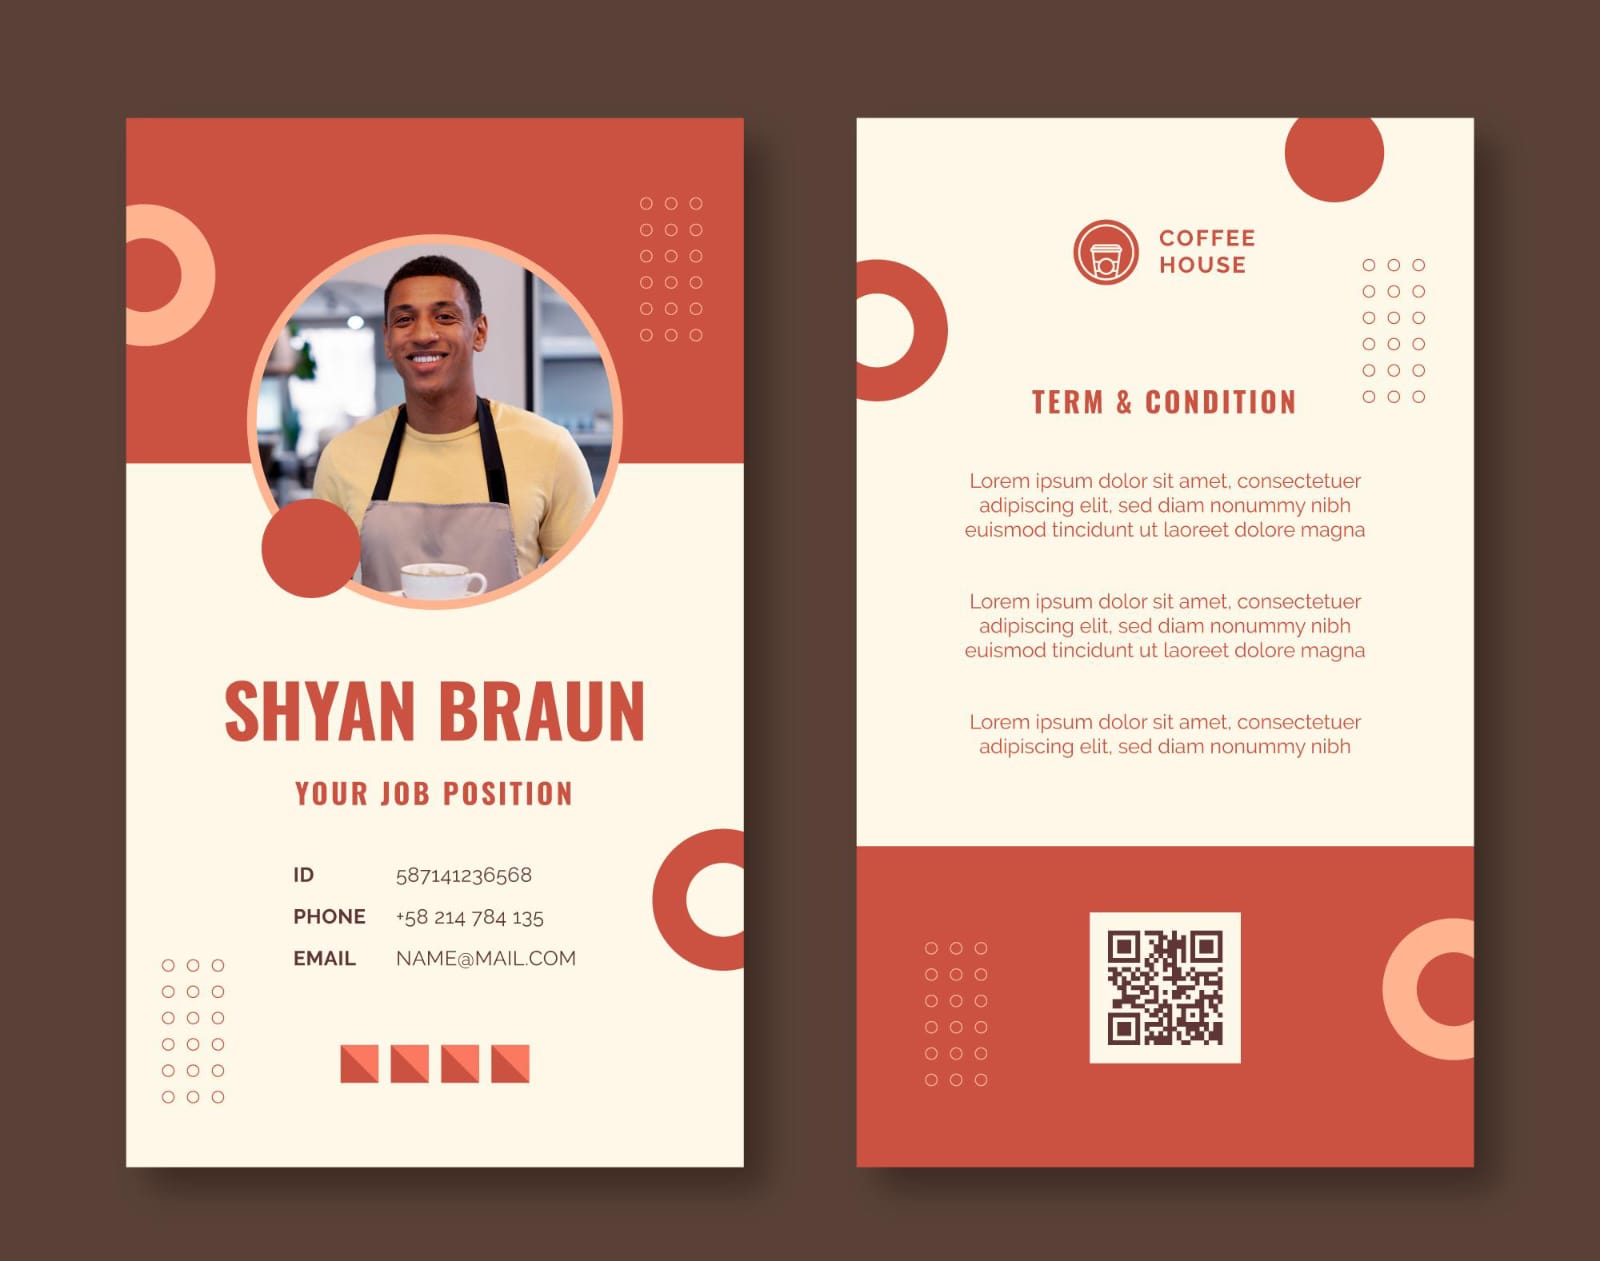 SHYAN BRAUN
YOUR JOB POSITION
ID 587141236568
PHONE +58 214 784 135
EMAIL NAME@MAIL.COM
COFFEE
HOUSE
TERM & CONDITION
Lorem ipsum dolor sit amet, consectetuer
adipiscing elit, sed diam nonummy nibh
euismod tincidunt ut laoreet dolore magna
Lorem ipsum dolor sit amet, consectetuer
adipiscing elit, sed diam nonummy nibh
euismod tincidunt ut laoreet dolore magna
Lorem ipsum dolor sit amet, consectetuer
adipiscing elit, sed diam nonummy nibh